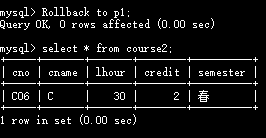 mysql> Rollback to p1;
Query OK, 0 rows affected (0.00 sec)
mysql> select * from course2;
+-----+-------+-------+--------+----------+
| cno | cname | lhour | credit | semester |
+-----+-------+-------+--------+----------+
| C06 | C | 30 | 2 | 春 |
+-----+-------+-------+--------+----------+
1 row in set (0.00 sec)